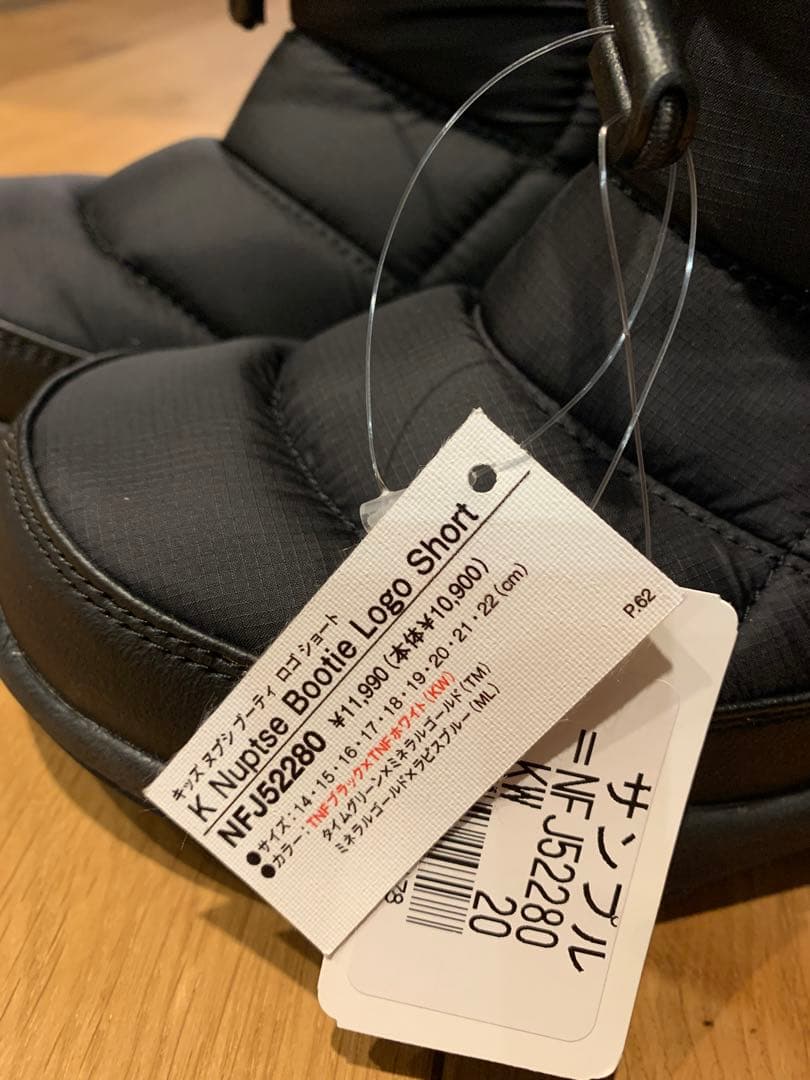 キッズ ヌプシ ブーティ ロゴ ショート
K Nuptse Bootie Logo Short
NFJ52280 ¥11,990(本体¥10,900)
●サイズ：14・15・16・17・18・19・20・21・22(cm)
●カラー：TNFブラック×TNFホワイト(KW)
タイムグリーン×ミネラルゴールド(TM)
ミネラルゴールド×ラピスブルー(ML)
P.62
サンプル
=NFJ52280
KW 20